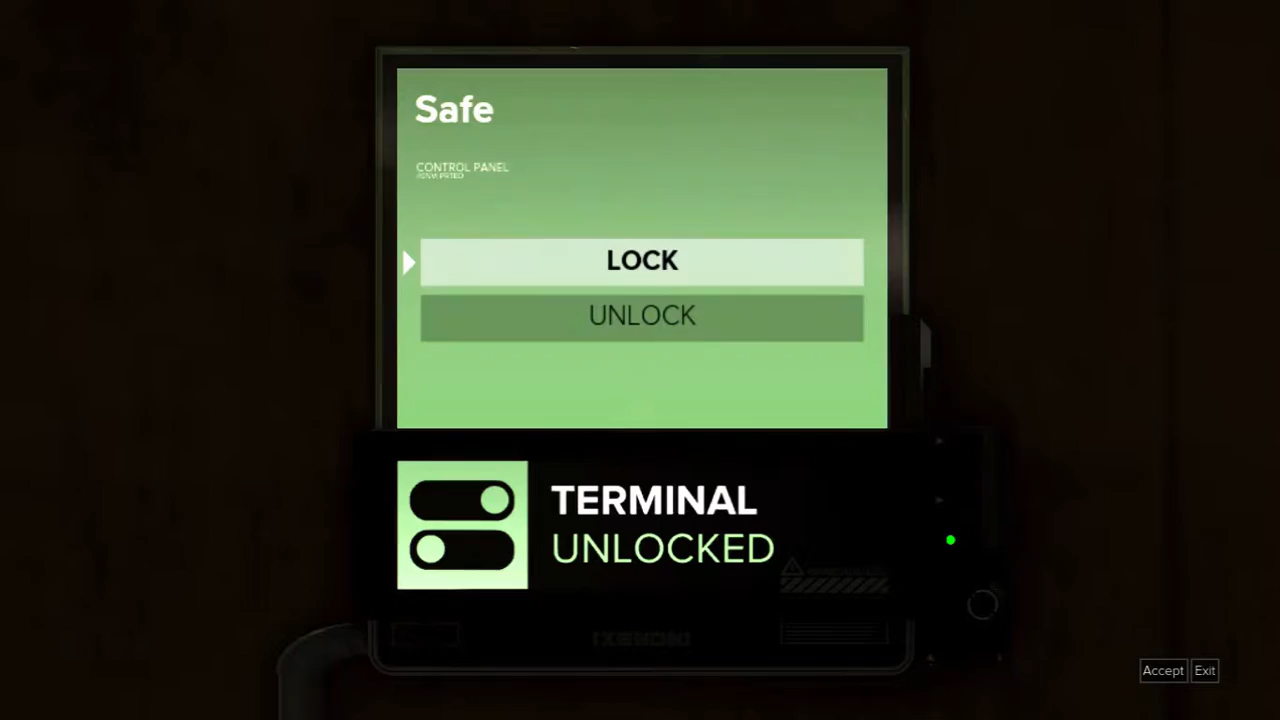 Safe
CONTROL PANEL
LOCK
UNLOCK
TERMINAL
UNLOCKED
Accept Exit